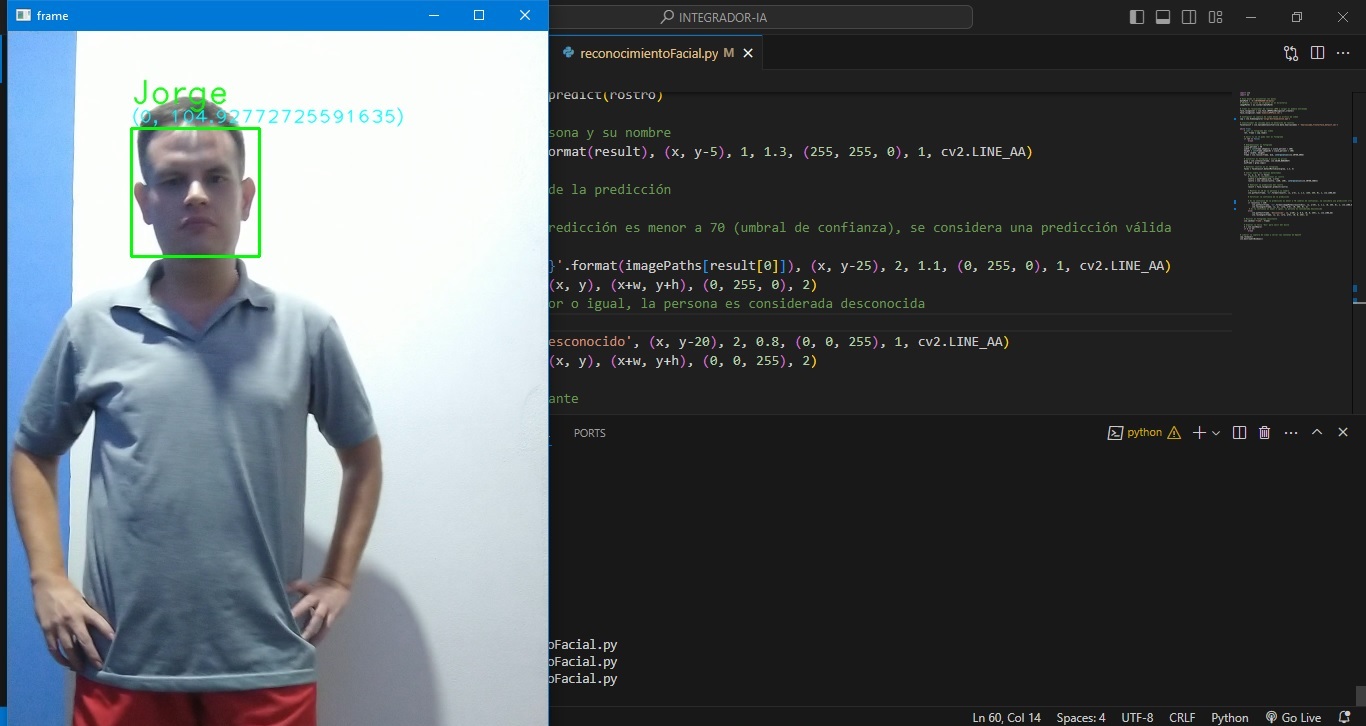 frame
INTEGRADOR-IA
reconocimientoFacial.py M
Jorge
(0, 104.92772725591635)
predict(rostro)
sona y su nombre
ormat(result), (x, y-5), 1, 1.3, (255, 255, 0), 1, cv2.LINE_AA)
de la predicción
redicción es menor a 70 (umbral de confianza), se considera una predicción válida
}'.format(imagePaths[result[0]]), (x, y-25), 2, 1.1, (0, 255, 0), 1, cv2.LINE_AA)
(x, y), (x+w, y+h), (0, 255, 0), 2)
or o igual, la persona es considerada desconocida
esconocido', (x, y-20), 2, 0.8, (0, 0, 255), 1, cv2.LINE_AA)
(x, y), (x+w, y+h), (0, 0, 255), 2)
ante
PORTS
python
oFacial.py
oFacial.py
oFacial.py
Ln 60, Col 14 Spaces: 4 UTF-8 CRLF Python Go Live